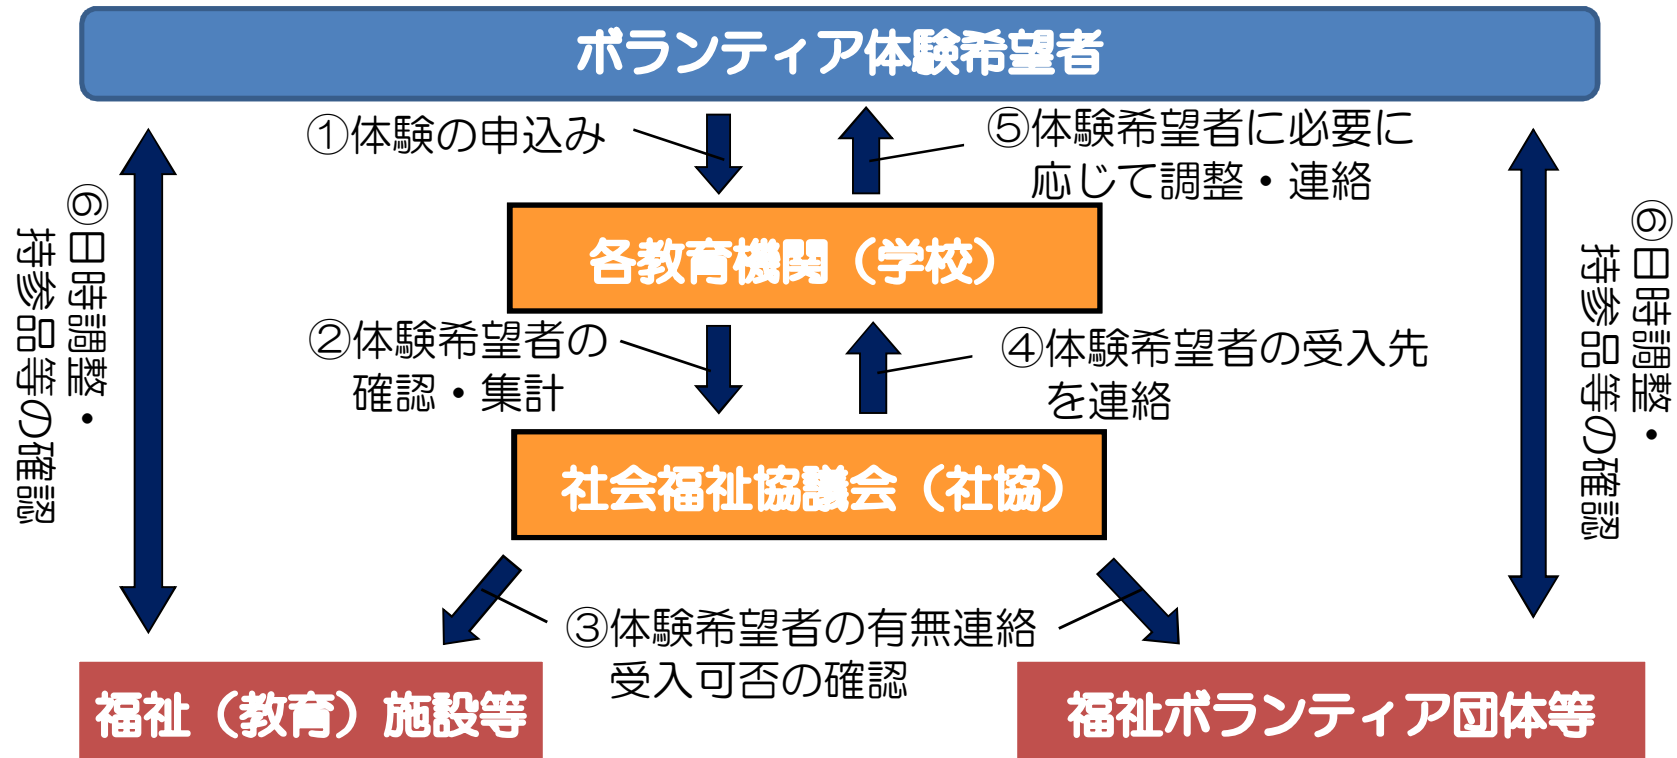 ボランティア体験希望者
①体験の申込み
⑤体験希望者に必要に
応じて調整・連絡
各教育機関（学校）
②体験希望者の
確認・集計
④体験希望者の受入先
を連絡
社会福祉協議会（社協）
③体験希望者の有無連絡
受入可否の確認
⑥日時調整・
持参品等の確認
⑥日時調整・
持参品等の確認
福祉（教育）施設等
福祉ボランティア団体等